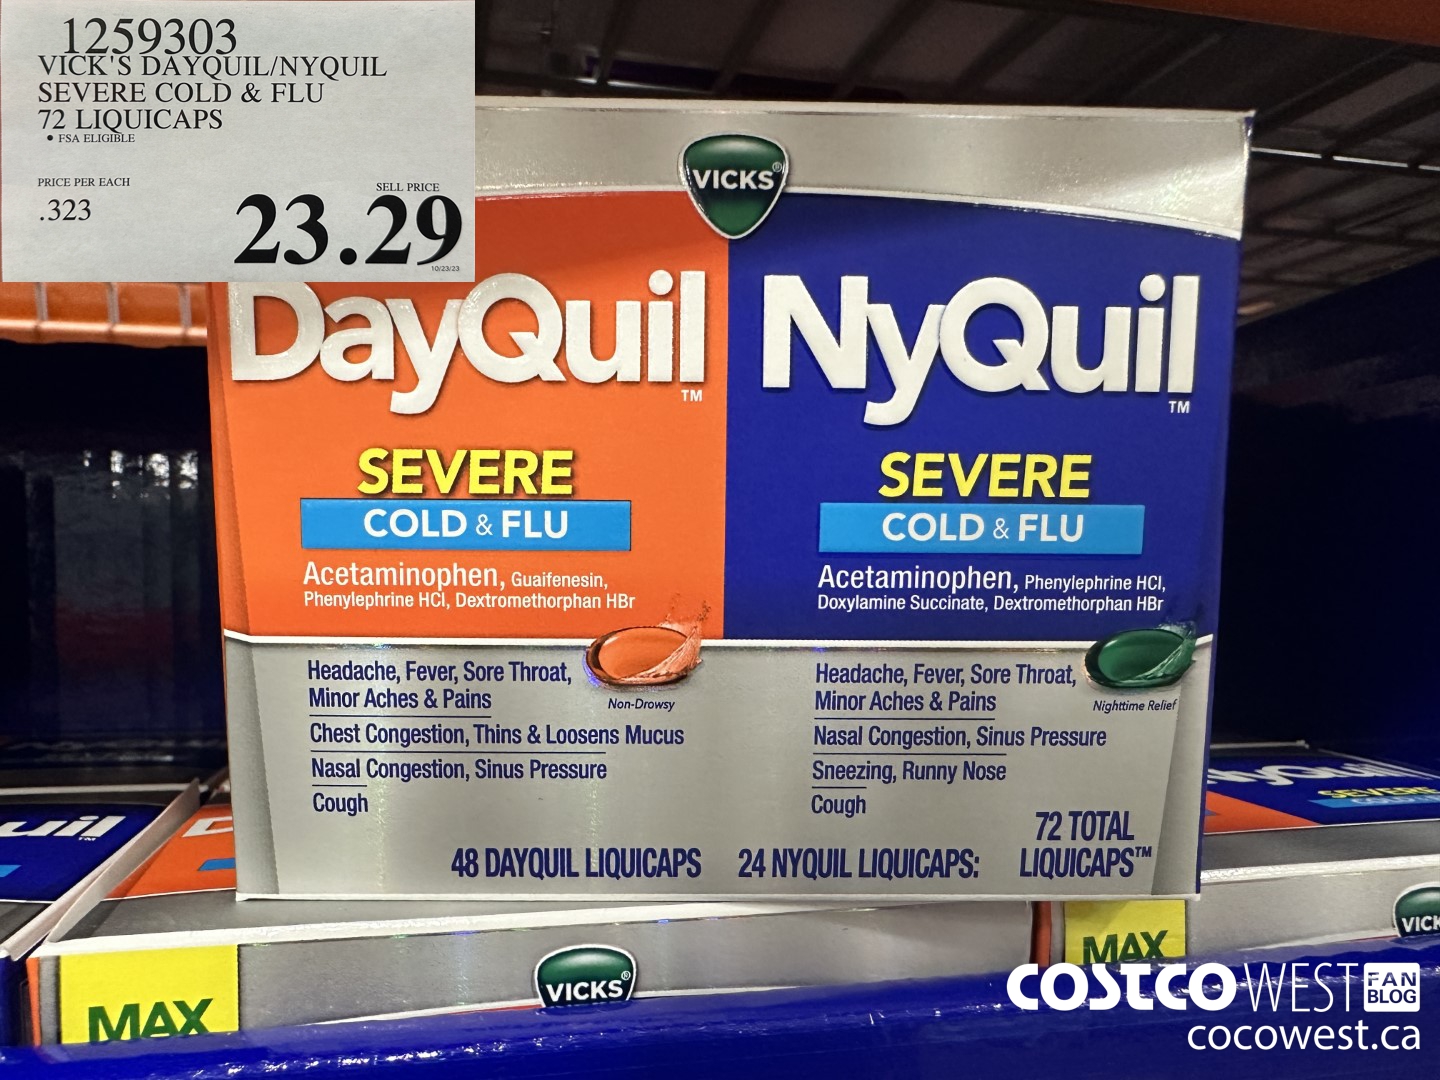 1259303
VICK'S DAYQUIL/NYQUIL
SEVERE COLD & FLU
72 LIQUICAPS
• FSA ELIGIBLE
PRICE PER EACH
.323
SELL PRICE
23.29
10/23/23
VICKS®
DayQuil™
SEVERE
COLD & FLU
Acetaminophen, Guaifenesin,
Phenylephrine HCl, Dextromethorphan HBr
Non-Drowsy
Headache, Fever, Sore Throat,
Minor Aches & Pains
Chest Congestion, Thins & Loosens Mucus
Nasal Congestion, Sinus Pressure
Cough
48 DAYQUIL LIQUICAPS
NyQuil™
SEVERE
COLD & FLU
Acetaminophen, Phenylephrine HCl,
Doxylamine Succinate, Dextromethorphan HBr
Nighttime Relief
Headache, Fever, Sore Throat,
Minor Aches & Pains
Nasal Congestion, Sinus Pressure
Sneezing, Runny Nose
Cough
24 NYQUIL LIQUICAPS:
72 TOTAL
LIQUICAPS™
uil™
D
NyQuil
SEVERE
MAX
VICKS®
MAX
VICK
COSTCO WEST FAN BLOG
cocowest.ca